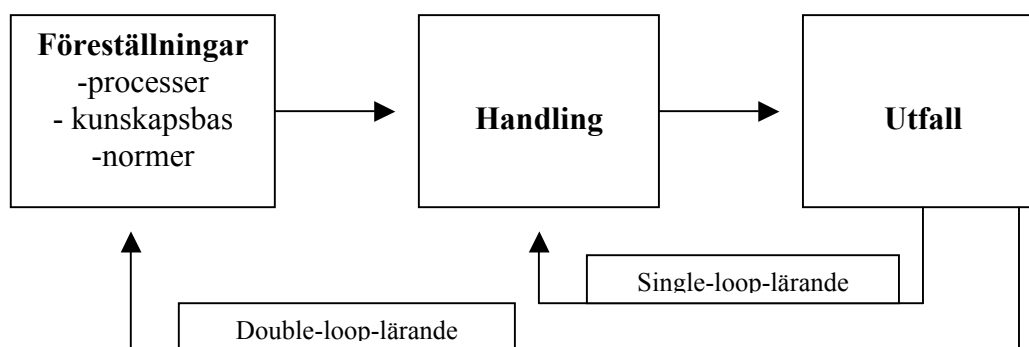 Föreställningar
-processer
- kunskapsbas
-normer
Handling
Utfall
Single-loop-lärande
Double-loop-lärande